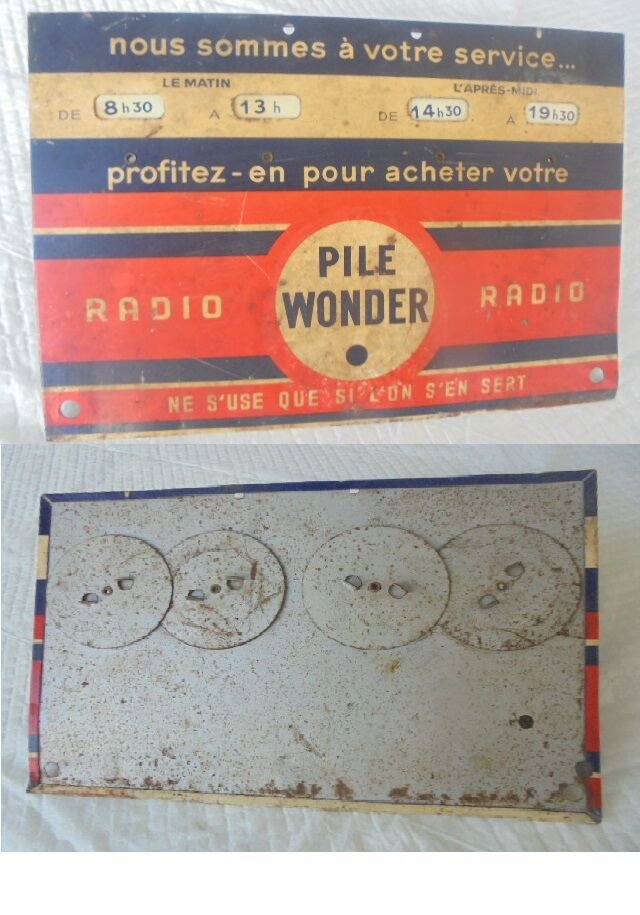 nous sommes à votre service...
LE MATIN L'APRÈS-MIDI
DE 8h30 A 13h DE 14h30 A 19h30
profitez-en pour acheter votre
RADIO PILE WONDER RADIO
NE S'USE QUE SI L'ON S'EN SERT